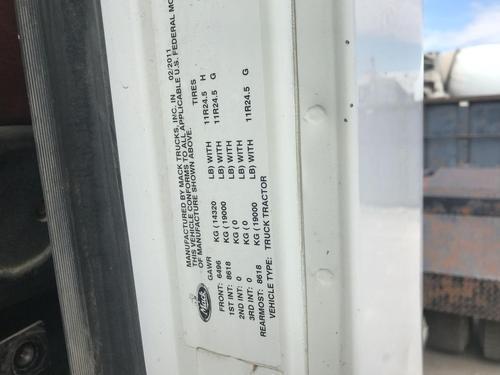 MANUFACTURED BY MACK TRUCKS, INC. IN 02/2011
THIS VEHICLE CONFORMS TO ALL APPLICABLE U.S. FEDERAL MO
OF MANUFACTURE SHOWN ABOVE.
Mack
GAWR TIRES
FRONT: 6496 KG ( 14320 LB) WITH 11R24.5 H
1ST INT: 8618 KG ( 19000 LB) WITH 11R24.5 G
2ND INT: 0 KG ( 0 LB) WITH
3RD INT: 0 KG ( 0 LB) WITH
REARMOST: 8618 KG ( 19000 LB) WITH 11R24.5 G
VEHICLE TYPE: TRUCK TRACTOR